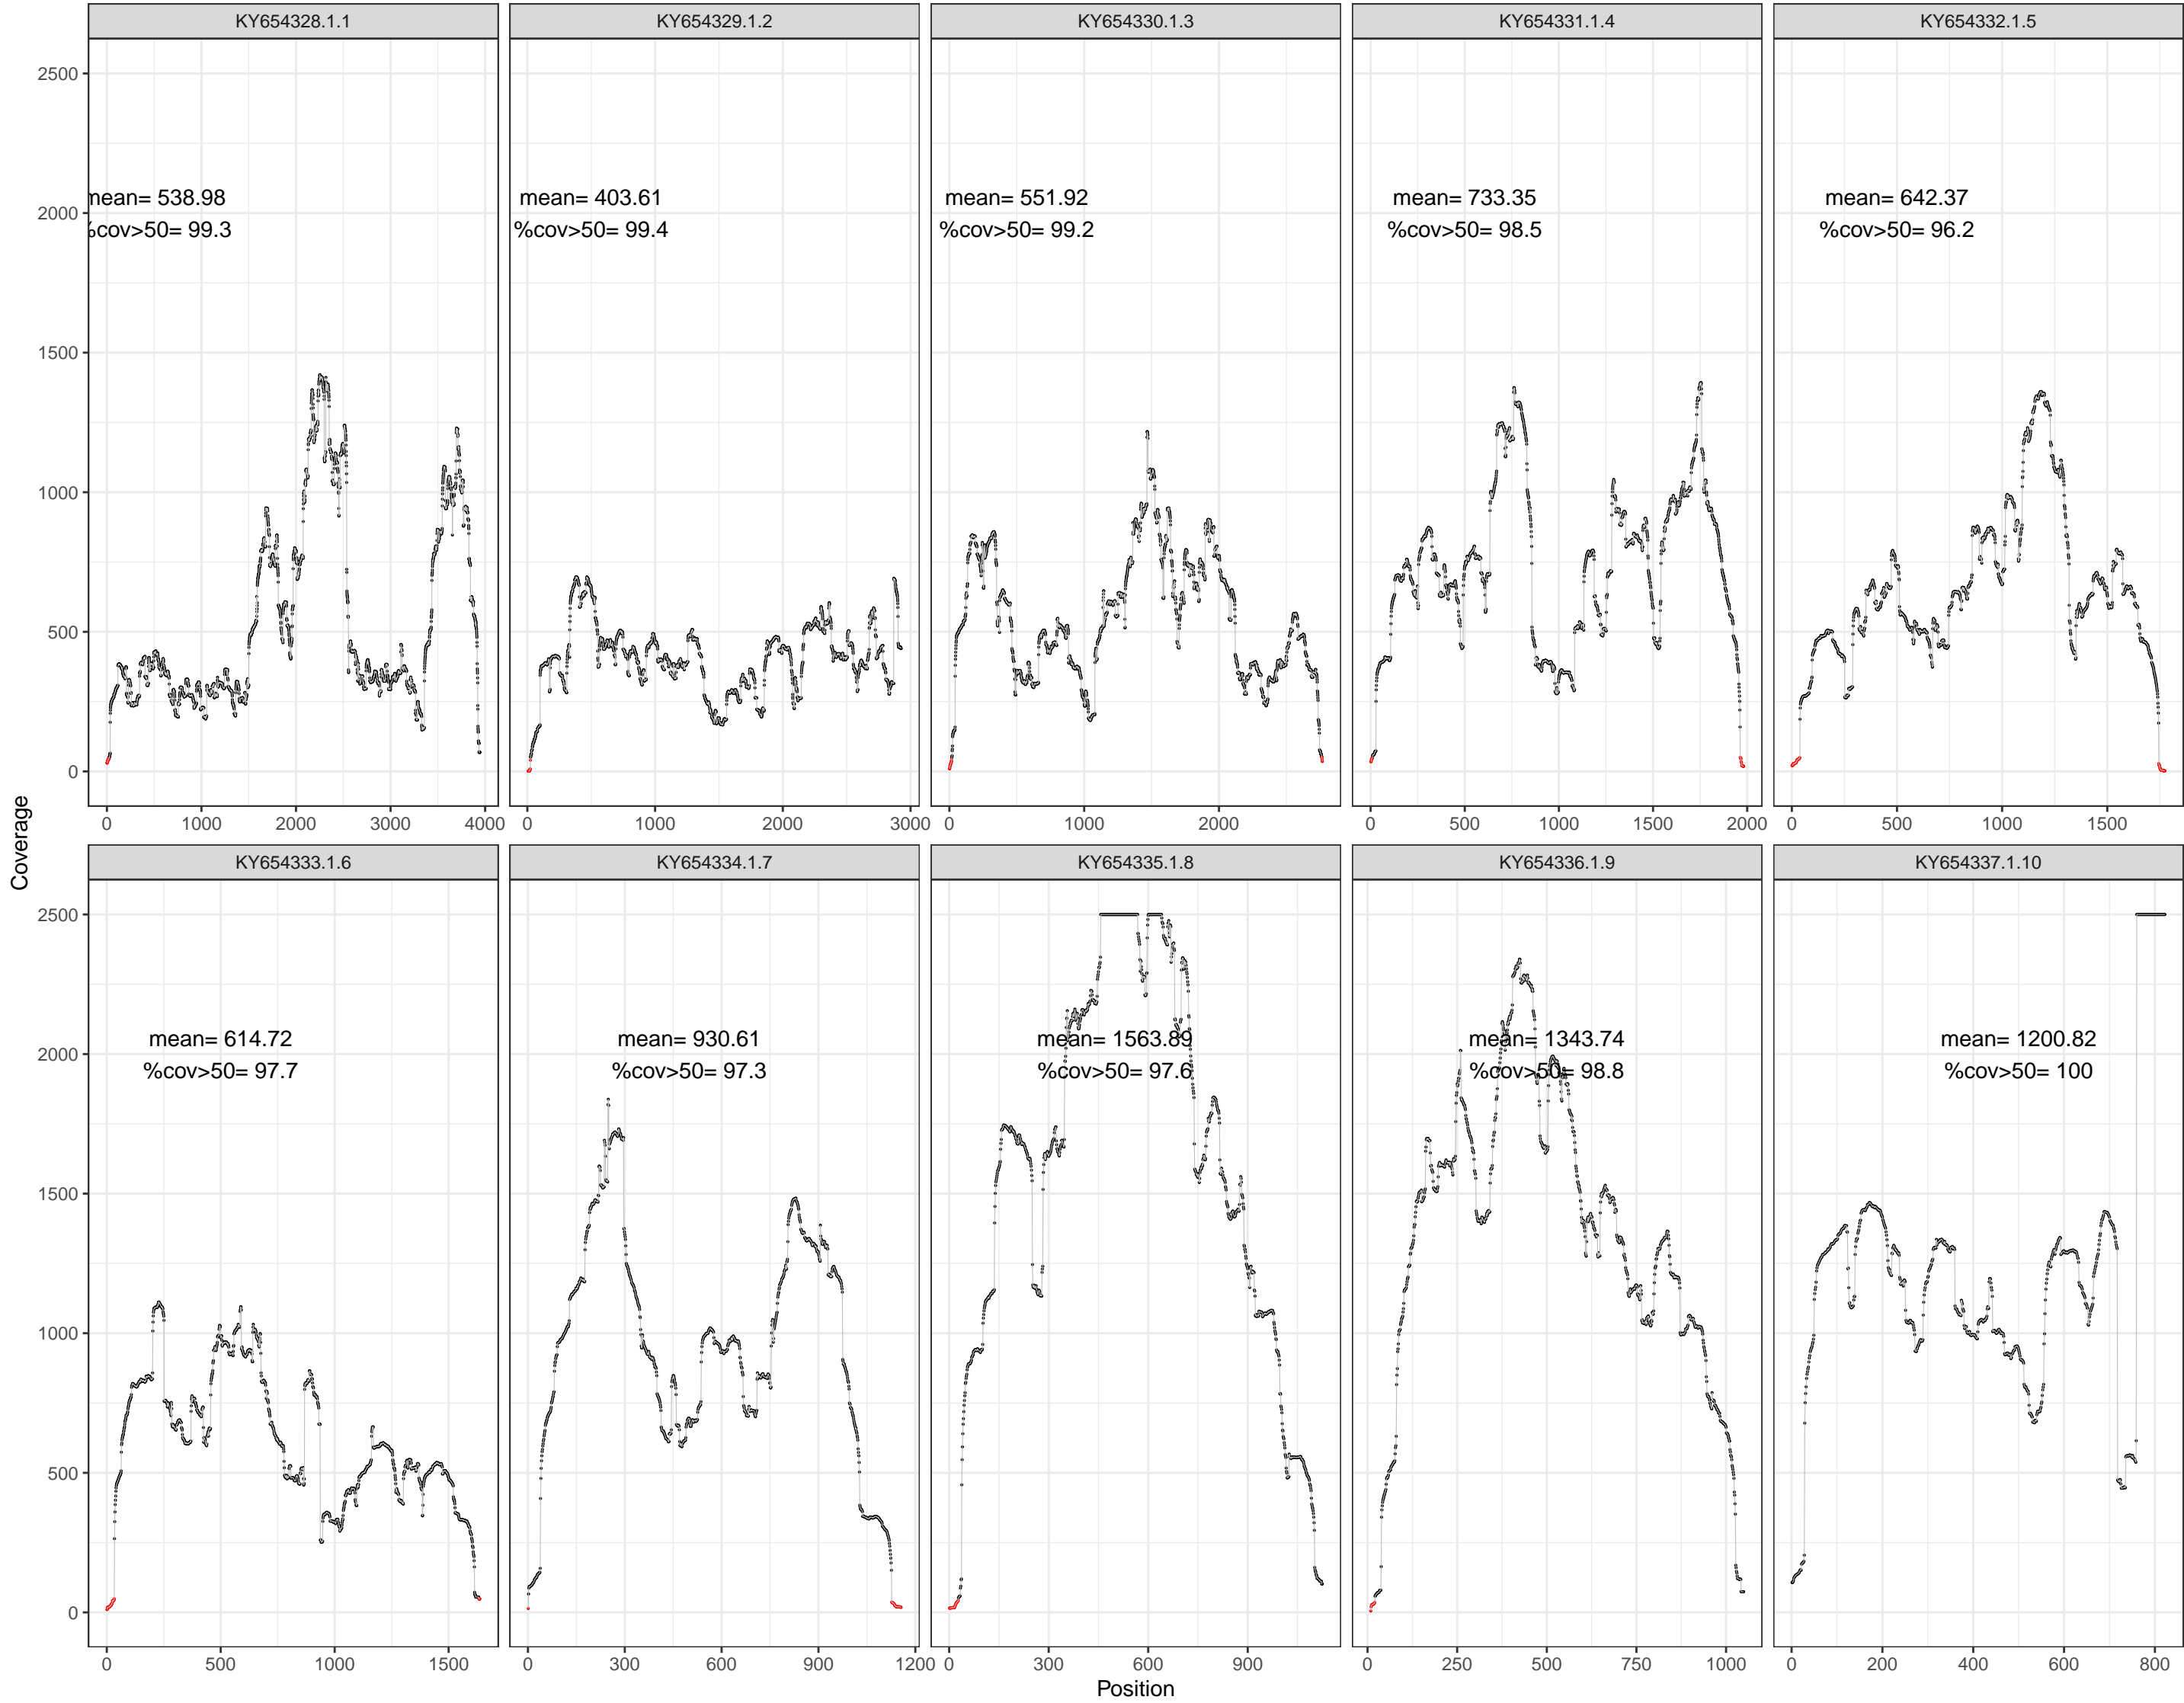 KY654328.1.1
KY654329.1.2
KY654330.1.3
KY654331.1.4
KY654332.1.5
2500
2000
1500
1000
500
0
mean= 538.98
%cov>50= 99.3
mean= 403.61
%cov>50= 99.4
mean= 551.92
%cov>50= 99.2
mean= 733.35
%cov>50= 98.5
mean= 642.37
%cov>50= 96.2
0 1000 2000 3000 4000
0 1000 2000 3000
0 1000 2000
0 500 1000 1500 2000
0 500 1000 1500
Coverage
KY654333.1.6
KY654334.1.7
KY654335.1.8
KY654336.1.9
KY654337.1.10
2500
2000
1500
1000
500
0
mean= 614.72
%cov>50= 97.7
mean= 930.61
%cov>50= 97.3
mean= 1563.89
%cov>50= 97.6
mean= 1343.74
%cov>50= 98.8
mean= 1200.82
%cov>50= 100
0 500 1000 1500
0 300 600 900 1200
0 300 600 900
0 250 500 750 1000
0 200 400 600 800
Position